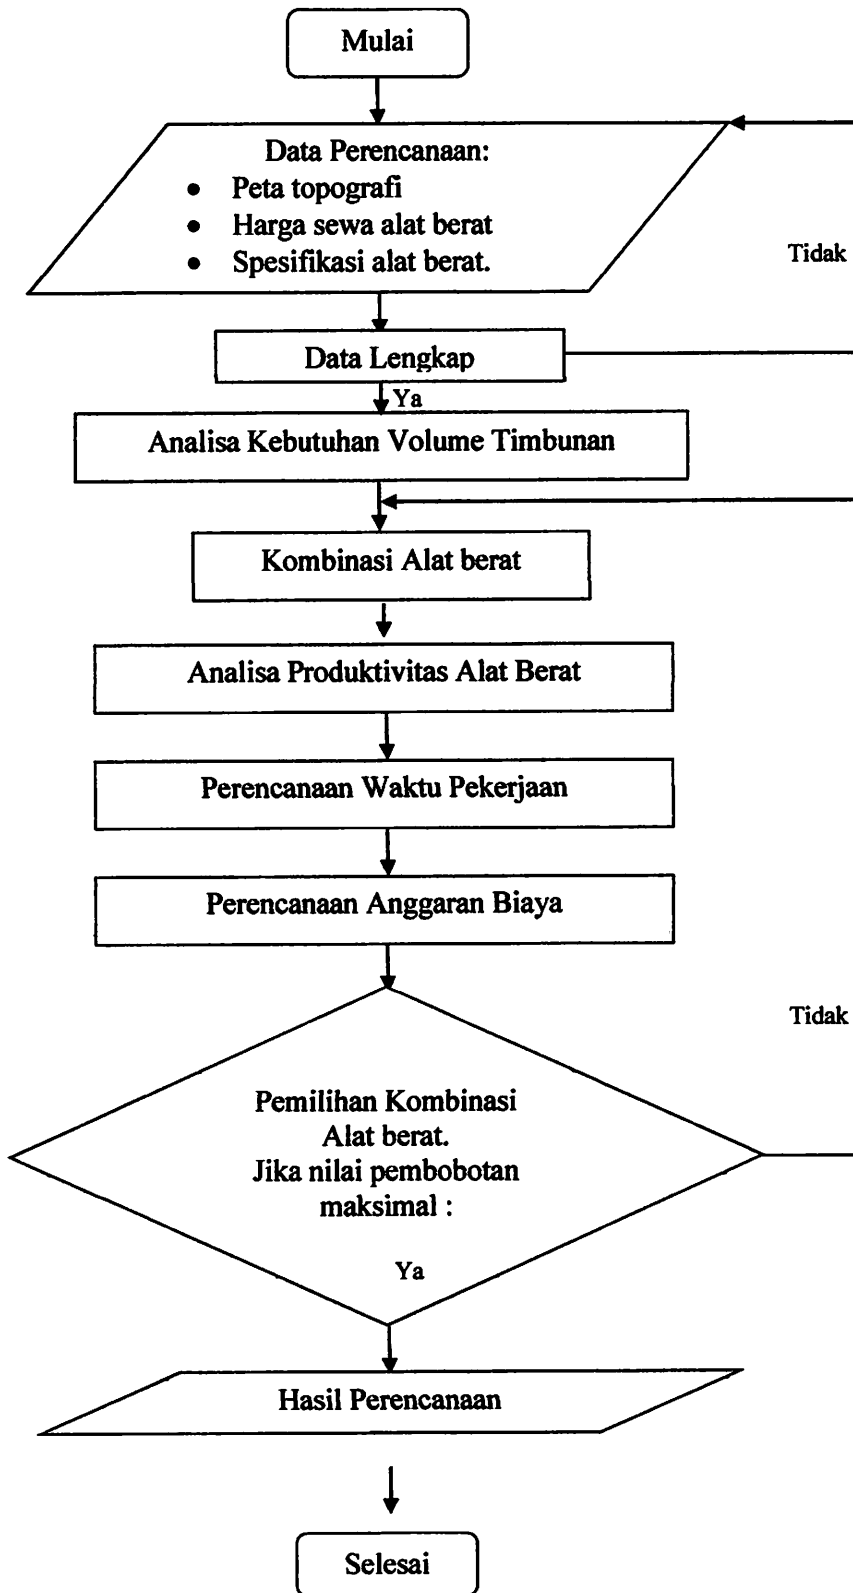 Mulai
Data Perencanaan:
• Peta topografi
• Harga sewa alat berat
• Spesifikasi alat berat.
Tidak
Data Lengkap
Ya
Analisa Kebutuhan Volume Timbunan
Kombinasi Alat berat
Analisa Produktivitas Alat Berat
Perencanaan Waktu Pekerjaan
Perencanaan Anggaran Biaya
Tidak
Pemilihan Kombinasi
Alat berat.
Jika nilai pembobotan
maksimal :
Ya
Hasil Perencanaan
Selesai